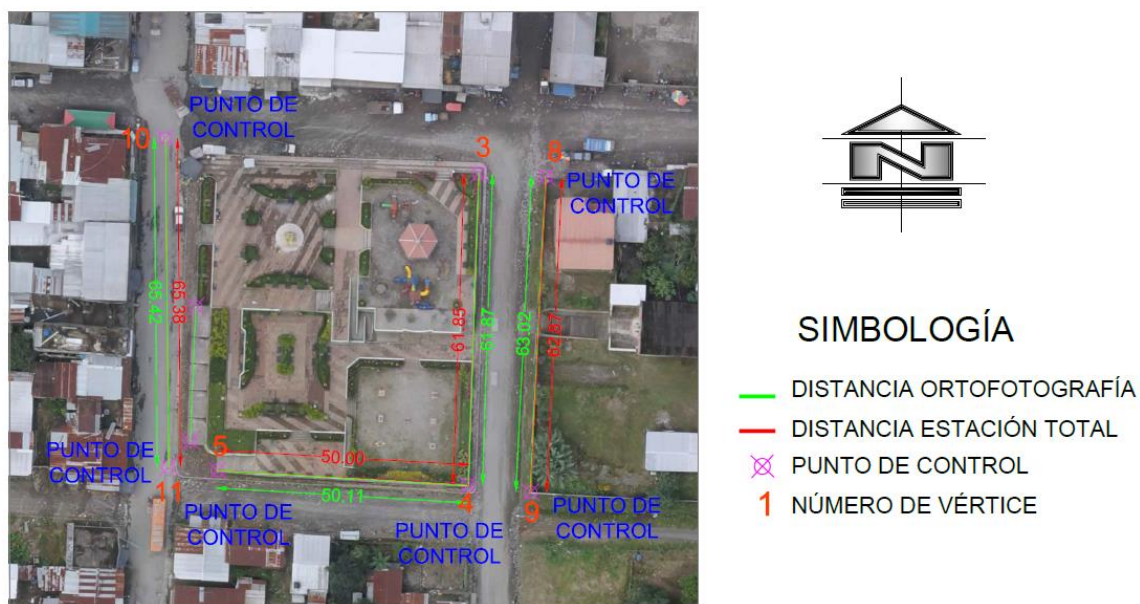 PUNTO DE
CONTROL
10
3
8
PUNTO DE
CONTROL
65.42
65.38
61.85
61.87
63.02
62.87
5
50.00
50.11
PUNTO DE
CONTROL
11
PUNTO DE
CONTROL
4
PUNTO DE
CONTROL
9
PUNTO DE
CONTROL
N
SIMBOLOGÍA
DISTANCIA ORTOFOTOGRAFÍA
DISTANCIA ESTACIÓN TOTAL
PUNTO DE CONTROL
1 NÚMERO DE VÉRTICE